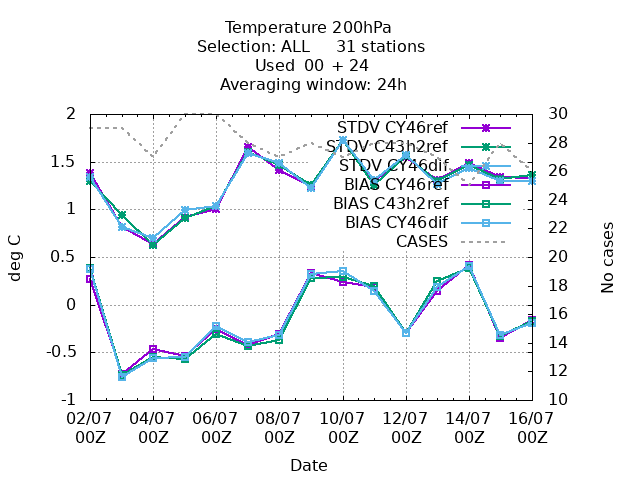 Temperature 200hPa
Selection: ALL 31 stations
Used 00 + 24
Averaging window: 24h
2
1.5
1
0.5
0
-0.5
-1
deg C
30
28
26
24
22
20
18
16
14
12
10
No cases
STDV CY46ref
STDV C43h2ref
STDV CY46dif
BIAS CY46ref
BIAS C43h2ref
BIAS CY46dif
CASES
02/07 04/07 06/07 08/07 10/07 12/07 14/07 16/07
00Z 00Z 00Z 00Z 00Z 00Z 00Z 00Z
Date